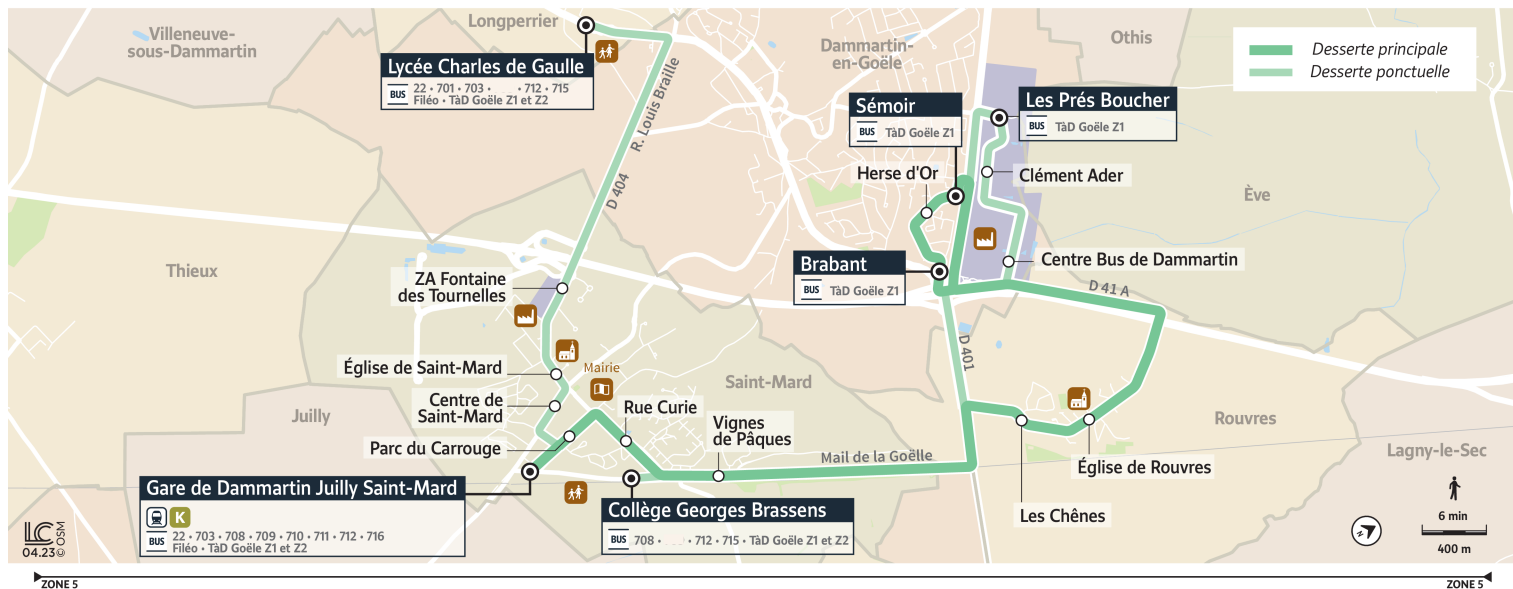 Longperrier
Villeneuve-
sous-Dammartin
Dammartin-
en-Goële
Othis
Desserte principale
Desserte ponctuelle
Lycée Charles de Gaulle
BUS
22 • 701 • 703 • • 712 • 715
Filéo • TàD Goële Z1 et Z2
R. Louis Braille
D 404
Sémoir
BUS
TàD Goële Z1
Les Prés Boucher
BUS
TàD Goële Z1
Herse d'Or
Clément Ader
Ève
Thieux
Brabant
BUS
TàD Goële Z1
Centre Bus de Dammartin
D 41 A
ZA Fontaine
des Tournelles
D 401
Église de Saint-Mard
Mairie
Saint-Mard
Centre de
Saint-Mard
Juilly
Rue Curie
Vignes
de Pâques
Rouvres
Parc du Carrouge
Mail de la Goëlle
Lagny-le-Sec
Église de Rouvres
Gare de Dammartin Juilly Saint-Mard
K
BUS
22 • 703 • 708 • 709 • 710 • 711 • 712 • 716
Filéo • TàD Goële Z1 et Z2
Collège Georges Brassens
BUS
708 • • 712 • 715 • TàD Goële Z1 et Z2
Les Chênes
6 min
400 m
LC
04.23
© OSM
ZONE 5
ZONE 5